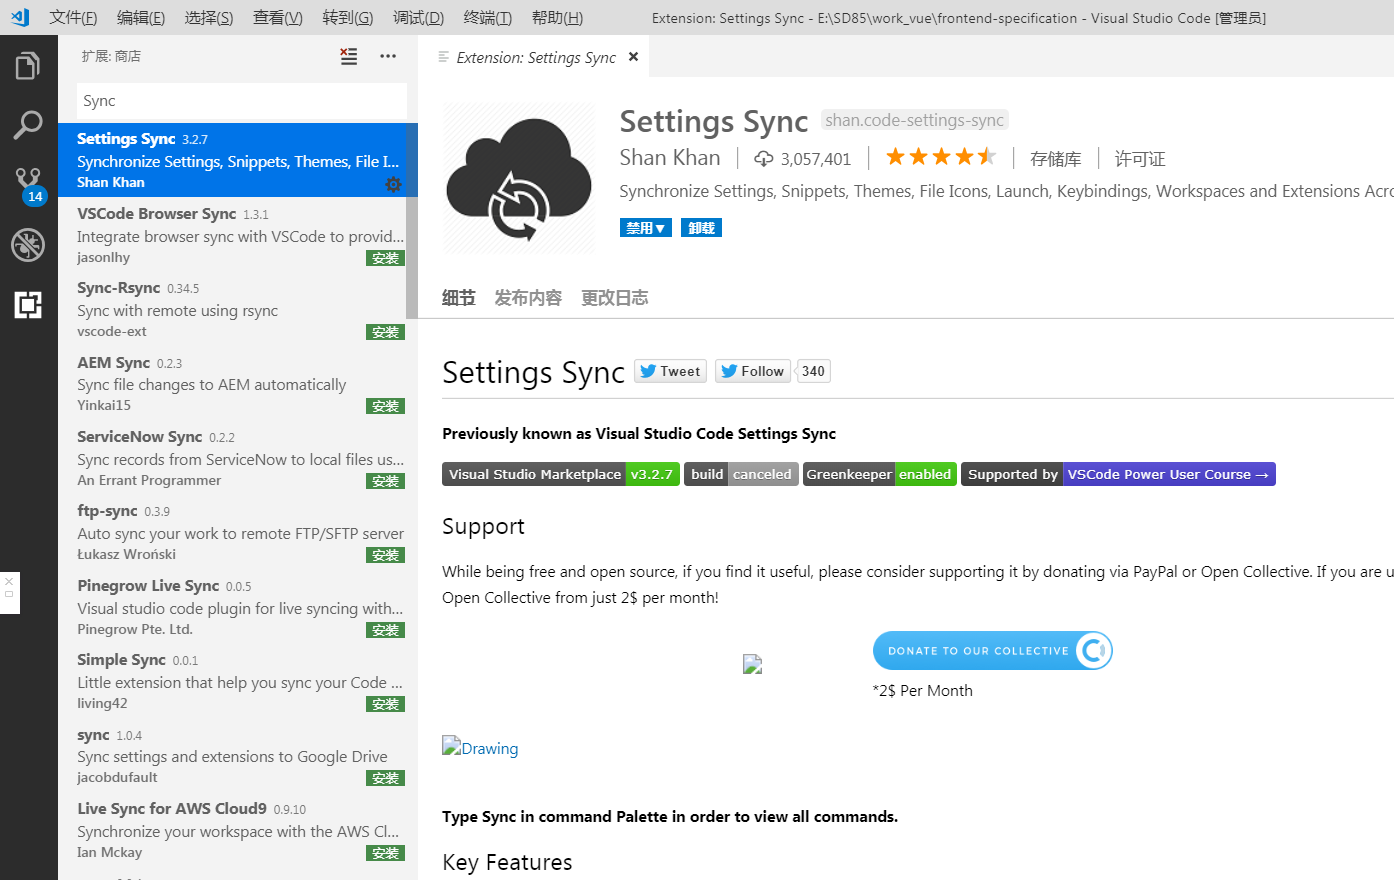 文件(F) 编辑(E) 选择(S) 查看(V) 转到(G) 调试(D) 终端(T) 帮助(H) Extension: Settings Sync - E:\SD85\work_vue\frontend-specification - Visual Studio Code [管理员]
扩展: 商店
Extension: Settings Sync
Sync
Settings Sync 3.2.7
Synchronize Settings, Snippets, Themes, File I...
Shan Khan
14
VSCode Browser Sync 1.3.1
Integrate browser sync with VSCode to provid...
jasonlhy 安装
Sync-Rsync 0.34.5
Sync with remote using rsync
vscode-ext 安装
AEM Sync 0.2.3
Sync file changes to AEM automatically
Yinkai15 安装
ServiceNow Sync 0.2.2
Sync records from ServiceNow to local files us...
An Errant Programmer 安装
ftp-sync 0.3.9
Auto sync your work to remote FTP/SFTP server
Łukasz Wroński 安装
Pinegrow Live Sync 0.0.5
Visual studio code plugin for live syncing with...
Pinegrow Pte. Ltd. 安装
Simple Sync 0.0.1
Little extension that help you sync your Code ...
living42 安装
sync 1.0.4
Sync settings and extensions to Google Drive
jacobdufault 安装
Live Sync for AWS Cloud9 0.9.10
Synchronize your workspace with the AWS Cl...
Ian Mckay 安装
Settings Sync shan.code-settings-sync
Shan Khan 3,057,401 存储库 许可证
Synchronize Settings, Snippets, Themes, File Icons, Launch, Keybindings, Workspaces and Extensions Acro
禁用▼ 卸载
细节 发布内容 更改日志
Settings Sync Tweet Follow 340
Previously known as Visual Studio Code Settings Sync
Visual Studio Marketplace v3.2.7 build canceled Greenkeeper enabled Supported by VSCode Power User Course →
Support
While being free and open source, if you find it useful, please consider supporting it by donating via PayPal or Open Collective. If you are u
Open Collective from just 2$ per month!
DONATE TO OUR COLLECTIVE
*2$ Per Month
Drawing
Type Sync in command Palette in order to view all commands.
Key Features